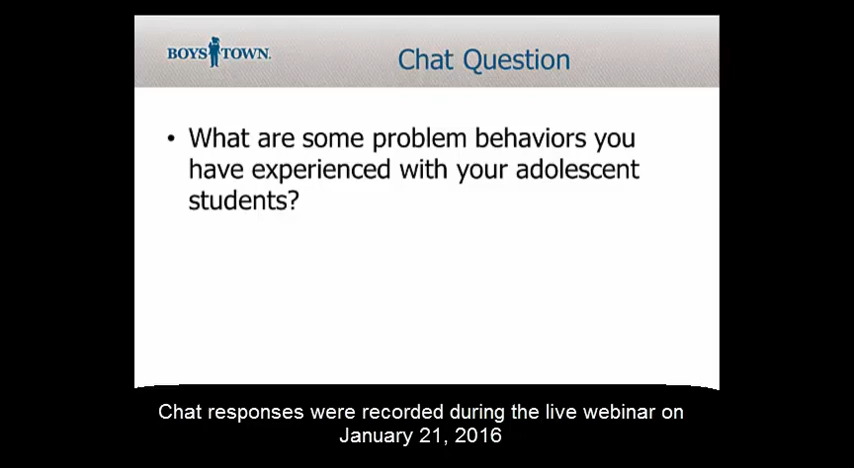 BOYS TOWN.
Chat Question
• What are some problem behaviors you
have experienced with your adolescent
students?
Chat responses were recorded during the live webinar on
January 21, 2016